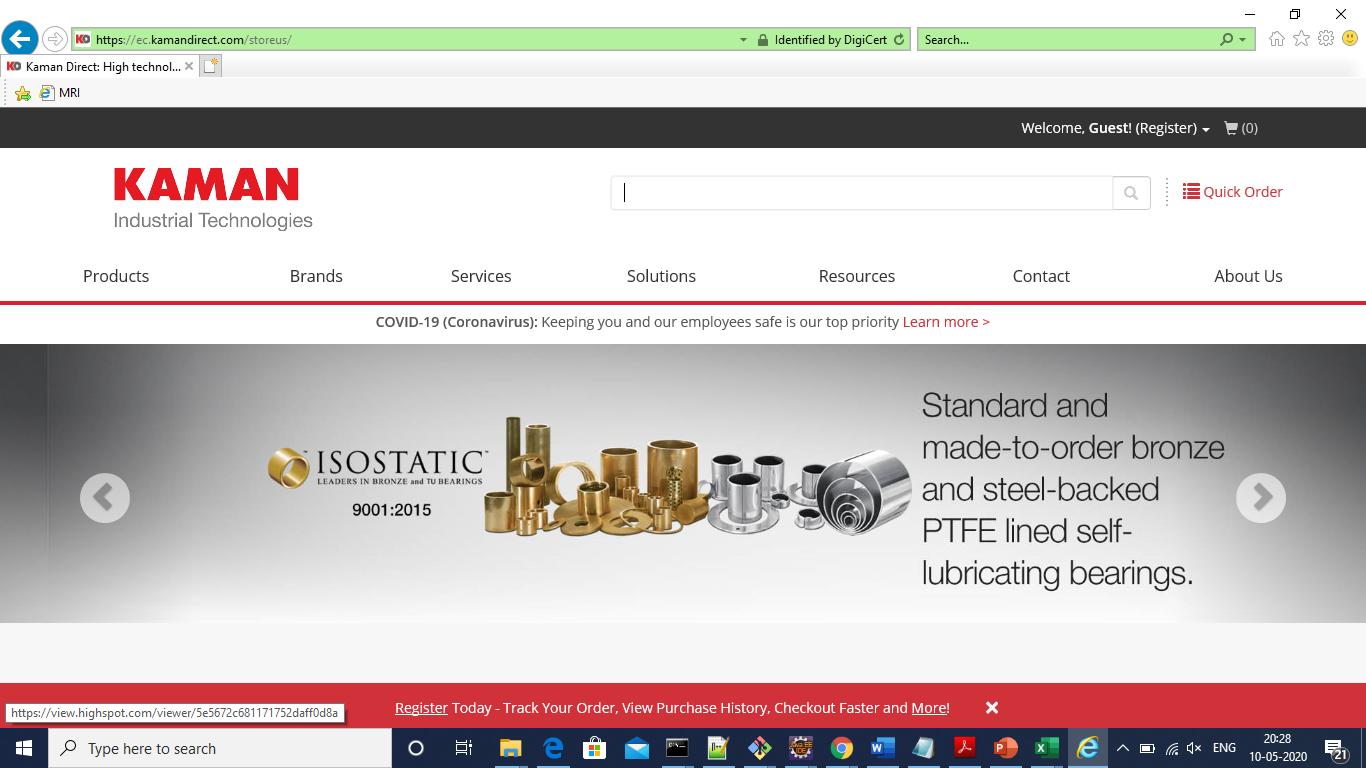 https://ec.kamandirect.com/storeus/
Identified by DigiCert
Search...
KD Kaman Direct: High technol...
MRI
Welcome, Guest! (Register)
(0)
KAMAN
Industrial Technologies
Quick Order
Products
Brands
Services
Solutions
Resources
Contact
About Us
COVID-19 (Coronavirus): Keeping you and our employees safe is our top priority Learn more >
ISOSTATIC™
LEADERS IN BRONZE and TU BEARINGS
9001:2015
Standard and
made-to-order bronze
and steel-backed
PTFE lined self-
lubricating bearings.
Register Today - Track Your Order, View Purchase History, Checkout Faster and More!
https://view.highspot.com/viewer/5e5672c681171752daff0d8a
Type here to search
ENG
20:28
10-05-2020
21